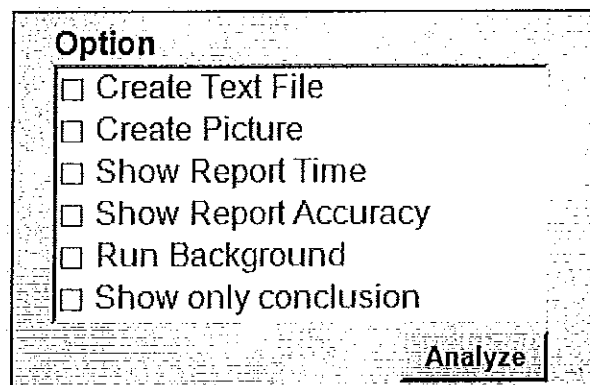 Option
Create Text File
Create Picture
Show Report Time
Show Report Accuracy
Run Background
Show only conclusion
Analyze